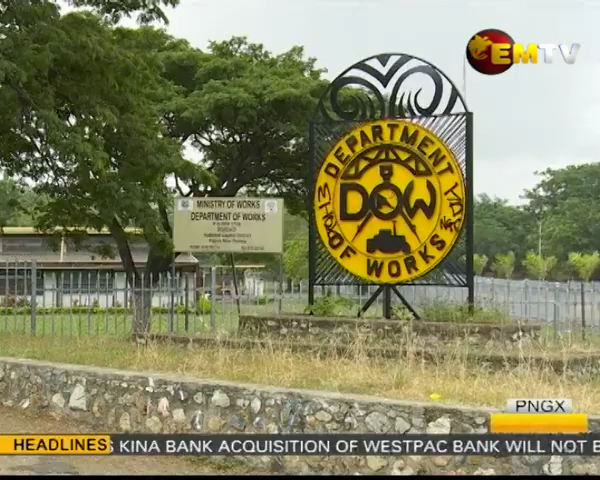 EMTV
MINISTRY OF WORKS
DEPARTMENT OF WORKS
DEPARTMENT
DOW
OF WORKS
PNGX
HEADLINES
S KINA BANK ACQUISITION OF WESTPAC BANK WILL NOT B